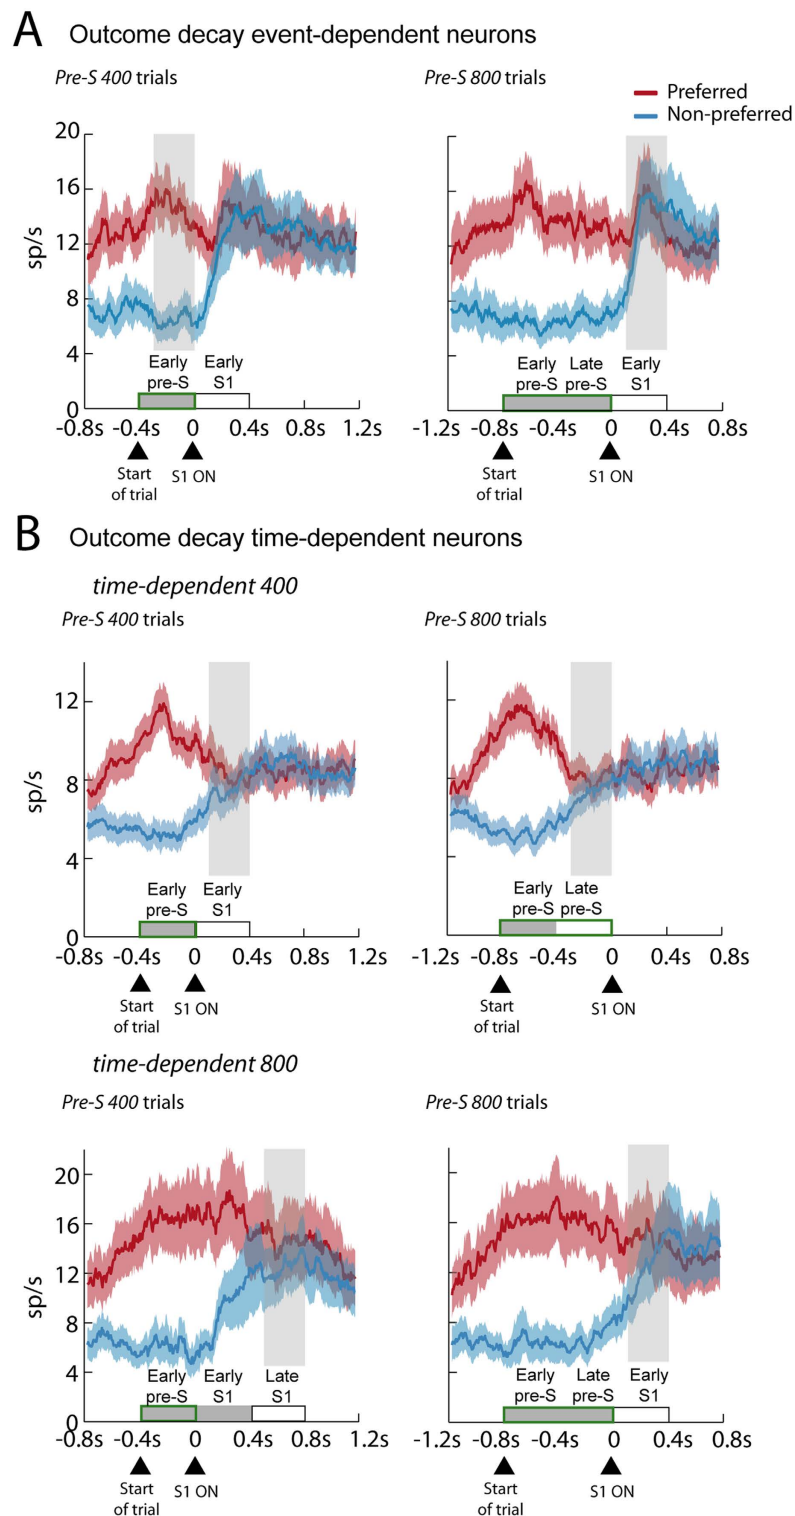 A Outcome decay event-dependent neurons
Pre-S 400 trials
Pre-S 800 trials
Preferred
Non-preferred
20
16
12
8
4
0
sp/s
Early
pre-S
Early
S1
Early
pre-S
Late
pre-S
Early
S1
-0.8s -0.4s 0 0.4s 0.8s 1.2s
-1.2s -0.8s -0.4s 0 0.4s 0.8s
Start
of trial
S1 ON
Start
of trial
S1 ON
B Outcome decay time-dependent neurons
time-dependent 400
Pre-S 400 trials
Pre-S 800 trials
12
8
4
0
sp/s
Early
pre-S
Early
S1
Early
pre-S
Late
pre-S
-0.8s -0.4s 0 0.4s 0.8s 1.2s
-1.2s -0.8s -0.4s 0 0.4s 0.8s
Start
of trial
S1 ON
Start
of trial
S1 ON
time-dependent 800
Pre-S 400 trials
Pre-S 800 trials
20
16
12
8
4
0
sp/s
Early
pre-S
Early
S1
Late
S1
Early
pre-S
Late
pre-S
Early
S1
-0.8s -0.4s 0 0.4s 0.8s 1.2s
-1.2s -0.8s -0.4s 0 0.4s 0.8s
Start
of trial
S1 ON
Start
of trial
S1 ON